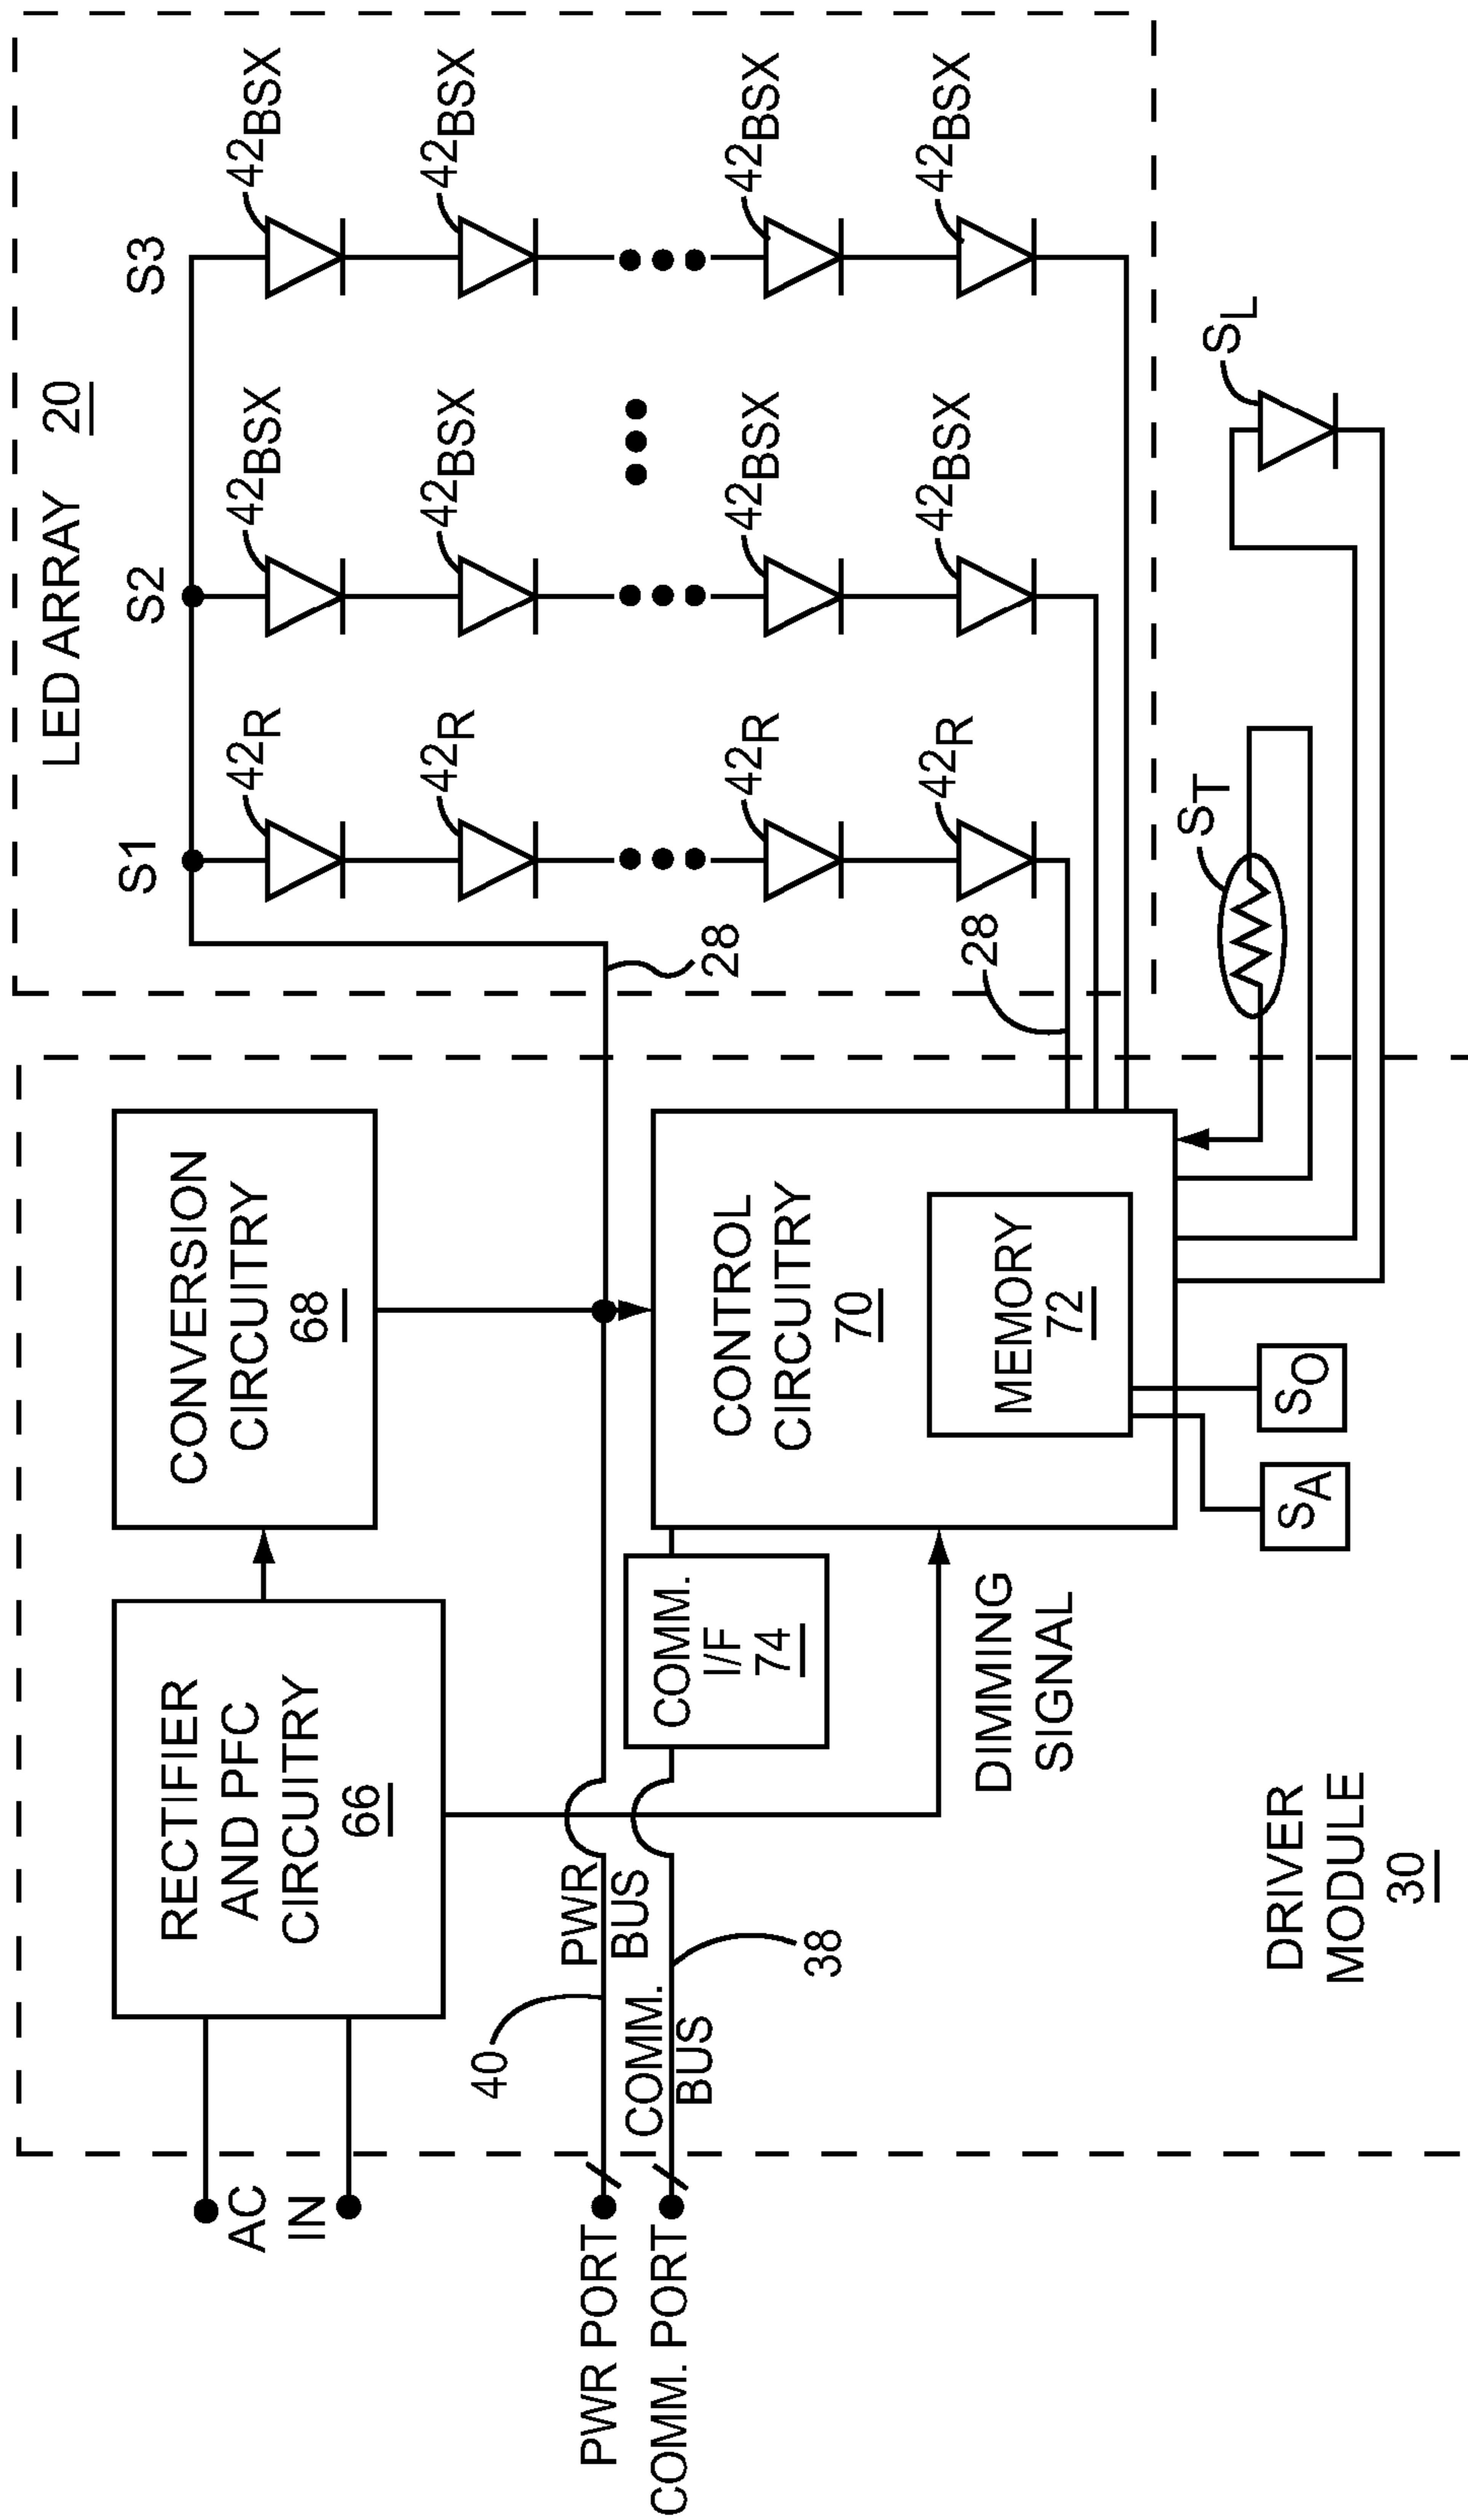 LED ARRAY 20
S1
S2
S3
42R
42BSX
42BSX
42R
42BSX
42BSX
42R
42BSX
42BSX
42R
42BSX
42BSX
28
28
ST
SL
RECTIFIER
AND PFC
CIRCUITRY
66
CONVERSION
CIRCUITRY
68
AC
IN
40
PWR
BUS
COMM.
BUS
38
PWR PORT
COMM. PORT
COMM.
I/F
74
CONTROL
CIRCUITRY
70
MEMORY
72
DIMMING
SIGNAL
SA
SO
DRIVER
MODULE
30